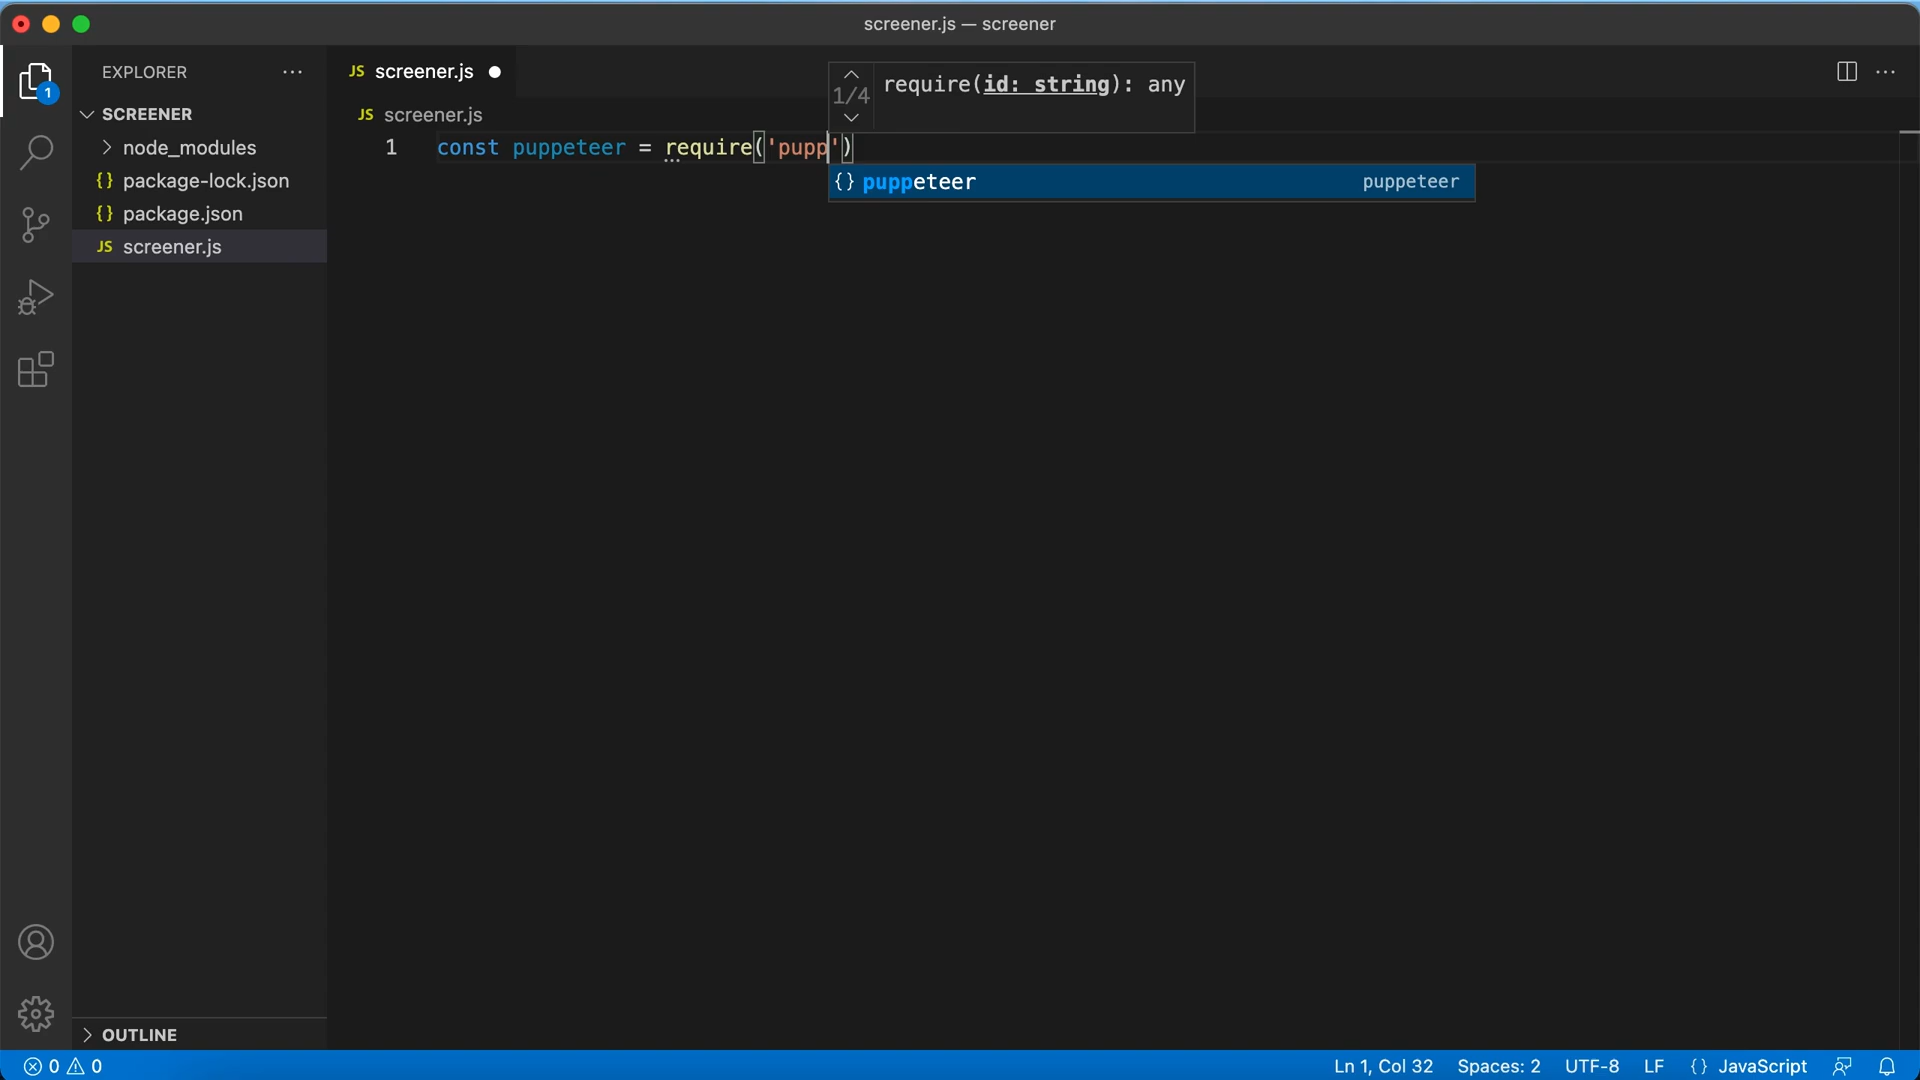 screener.js — screener
EXPLORER
JS screener.js
1/4
require(id: string): any
1
SCREENER
JS screener.js
node_modules
1 const puppeteer = require('pupp')
{} package-lock.json
{} puppeteer puppeteer
{} package.json
JS screener.js
OUTLINE
0 0
Ln 1, Col 32 Spaces: 2 UTF-8 LF {} JavaScript